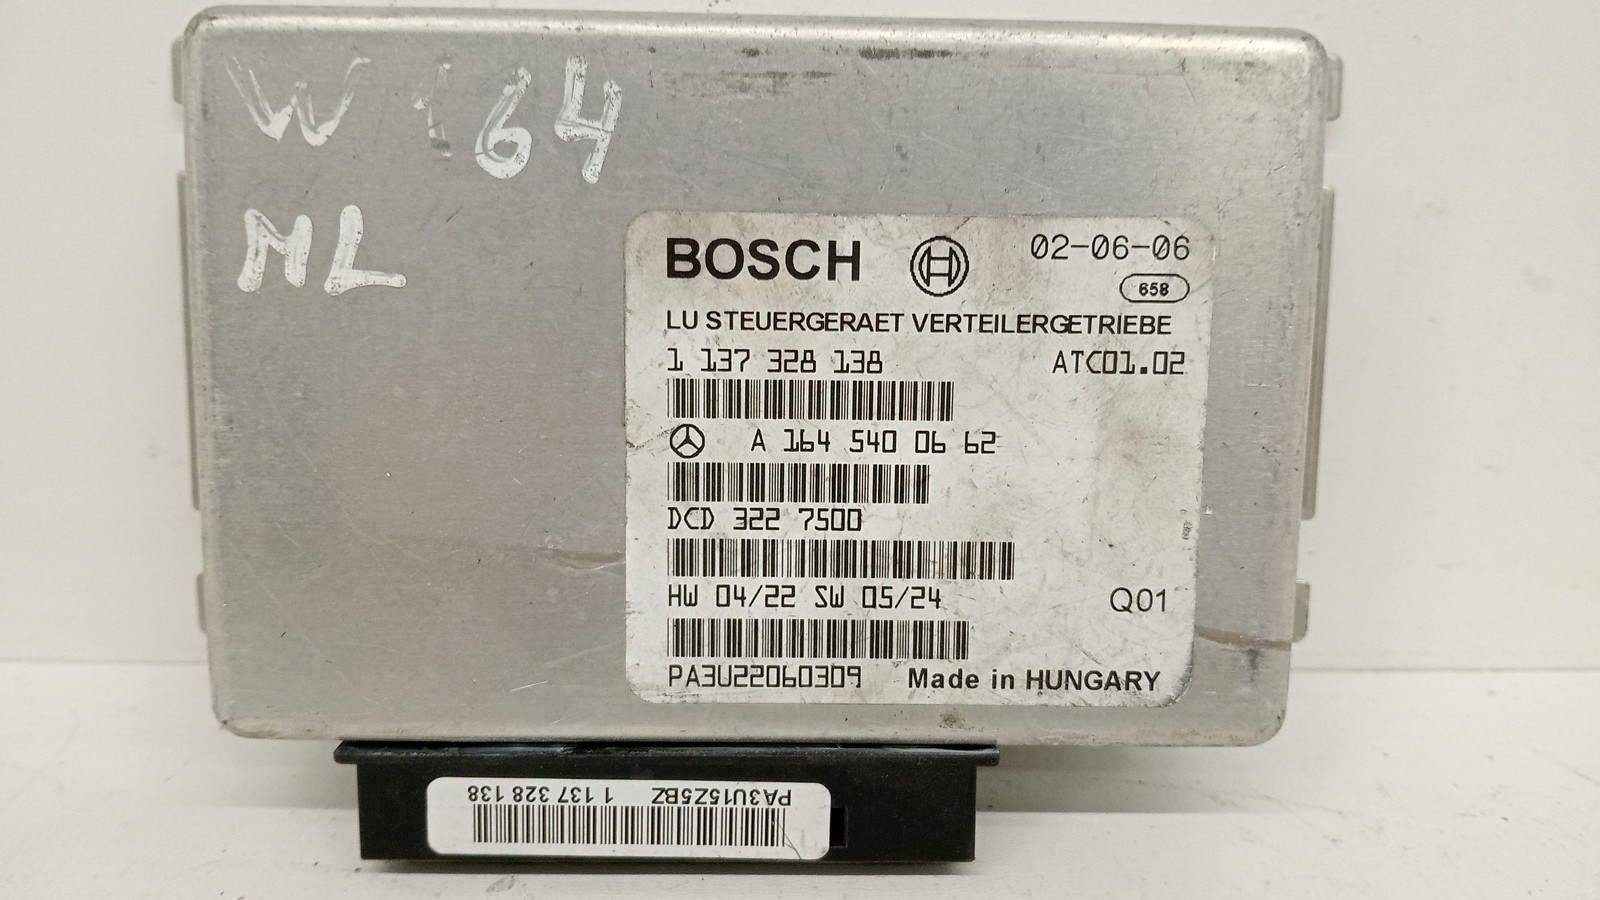 W 164
ML
BOSCH 02-06-06
658
LU STEUERGERAET VERTEILERGETRIEBE
1 137 328 138 ATC01.02
A 164 540 06 62
DCD 322 7500
HW 04/22 SW 05/24 Q01
PA3U22060309 Made in HUNGARY
PA3U15Z5BZ 1 137 328 138